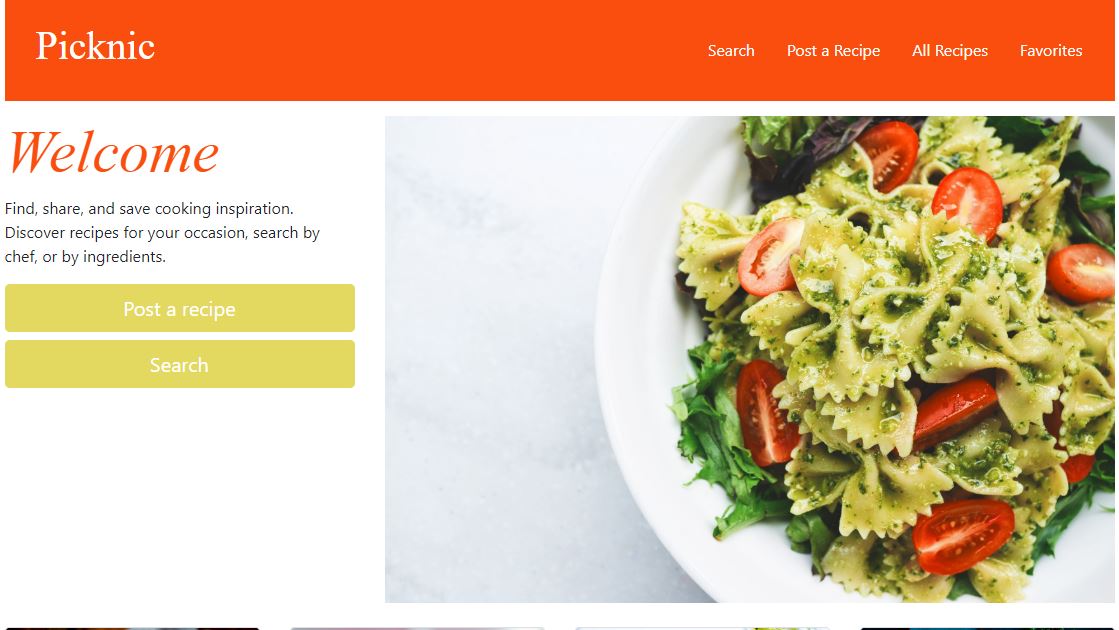 Picknic
Search
Post a Recipe
All Recipes
Favorites
Welcome
Find, share, and save cooking inspiration.
Discover recipes for your occasion, search by
chef, or by ingredients.
Post a recipe
Search